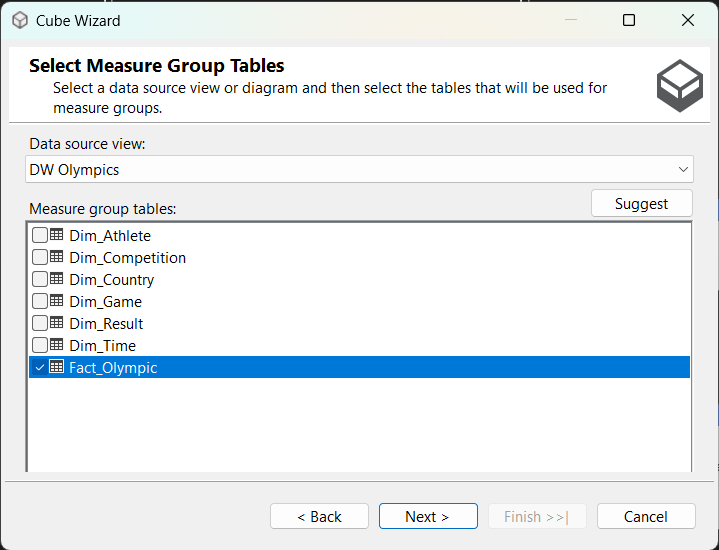 Cube Wizard
Select Measure Group Tables
Select a data source view or diagram and then select the tables that will be used for
measure groups.
Data source view:
DW Olympics
Suggest
Measure group tables:
Dim_Athlete
Dim_Competition
Dim_Country
Dim_Game
Dim_Result
Dim_Time
Fact_Olympic
< Back
Next >
Finish >>|
Cancel